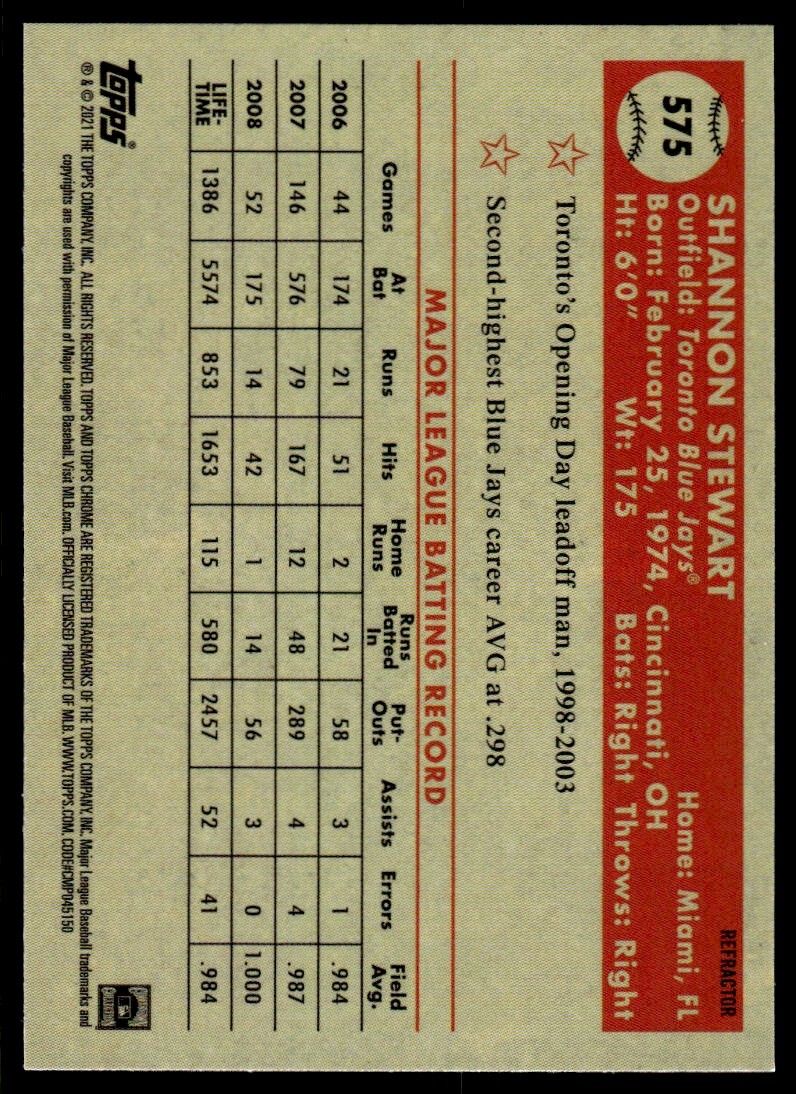 REFRACTOR
575
SHANNON STEWART
Outfield: Toronto Blue Jays® Home: Miami, FL
Born: February 25, 1974, Cincinnati, OH
Ht: 6'0" Wt: 175 Bats: Right Throws: Right
Toronto's Opening Day leadoff man, 1998-2003
Second-highest Blue Jays career AVG at .298
MAJOR LEAGUE BATTING RECORD
Games At Bat Runs Hits Home Runs Runs Batted In Put-Outs Assists Errors Field Avg.
2006 44 174 21 51 2 21 58 3 1 .984
2007 146 576 79 167 12 48 289 4 4 .987
2008 52 175 14 42 1 14 56 3 0 1.000
LIFE-TIME 1386 5574 853 1653 115 580 2457 52 41 .984
topps®
® & © 2021 THE TOPPS COMPANY, INC. ALL RIGHTS RESERVED. TOPPS AND TOPPS CHROME ARE REGISTERED TRADEMARKS OF THE TOPPS COMPANY, INC. Major League Baseball trademarks and
copyrights are used with permission of Major League Baseball. Visit MLB.com. OFFICIALLY LICENSED PRODUCT OF MLB. WWW.TOPPS.COM. CODE#CMP045150
COOPERSTOWN
COLLECTION